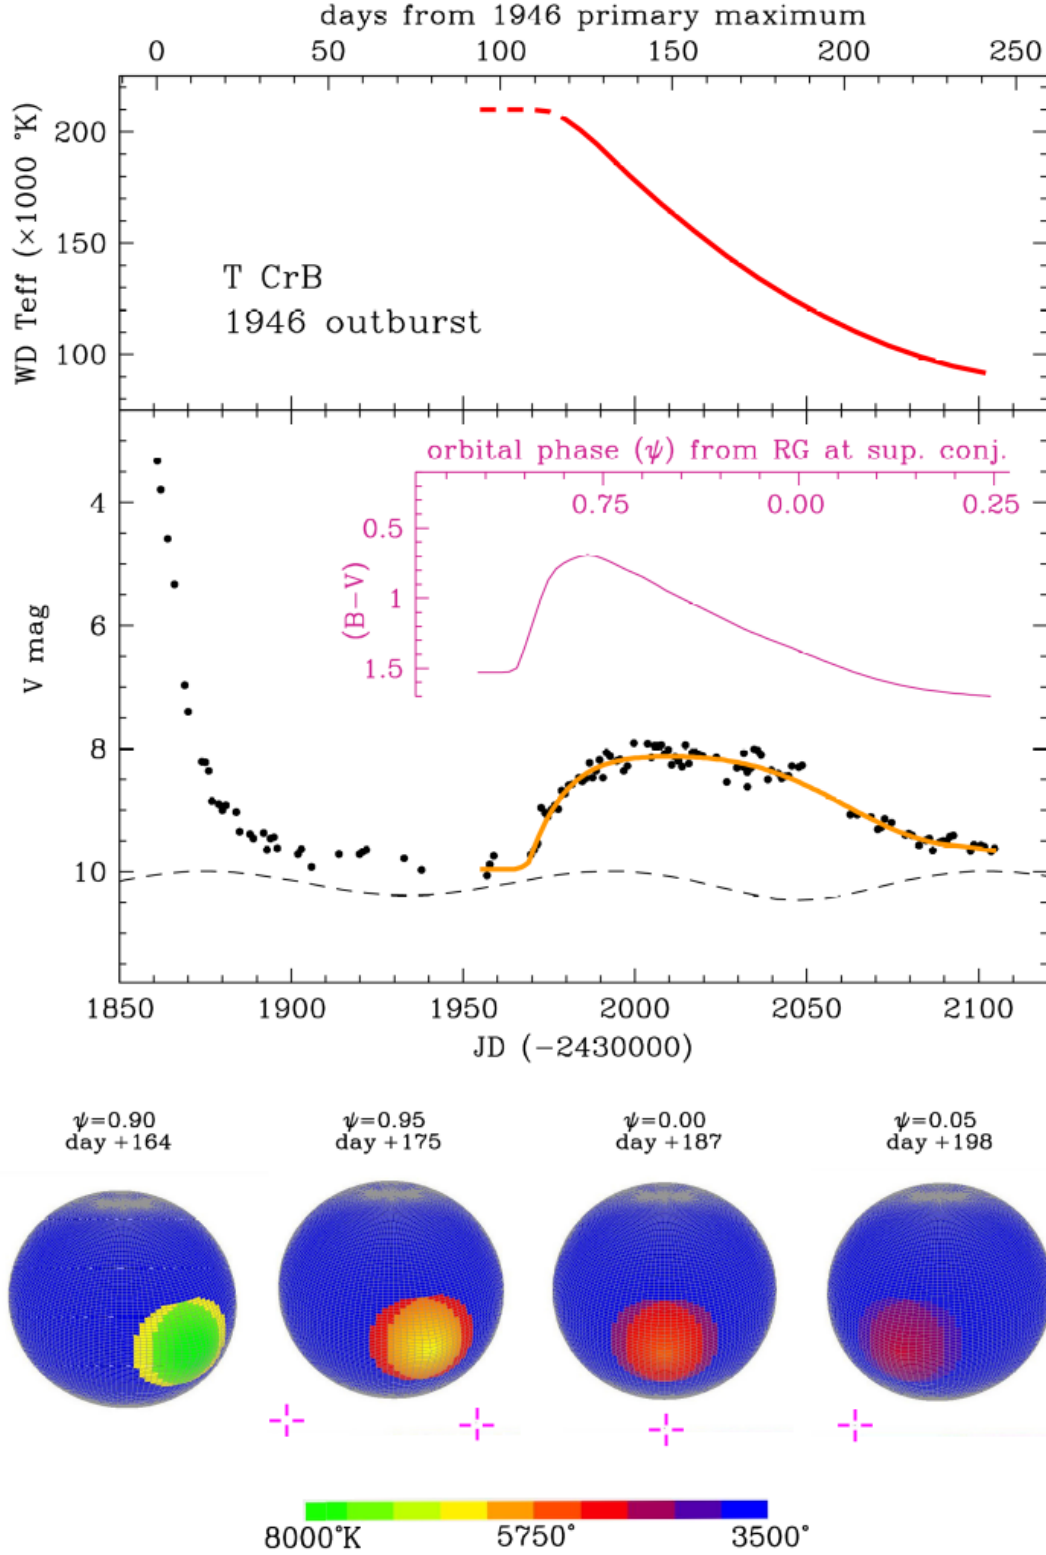 days from 1946 primary maximum
0 50 100 150 200 250
WD Teff (×1000 °K)
200
150
100
T CrB
1946 outburst
orbital phase (ψ) from RG at sup. conj.
0.75 0.00 0.25
(B−V)
0.5
1
1.5
V mag
4
6
8
10
1850 1900 1950 2000 2050 2100
JD (−2430000)
ψ=0.90 ψ=0.95 ψ=0.00 ψ=0.05
day +164 day +175 day +187 day +198
8000°K 5750° 3500°